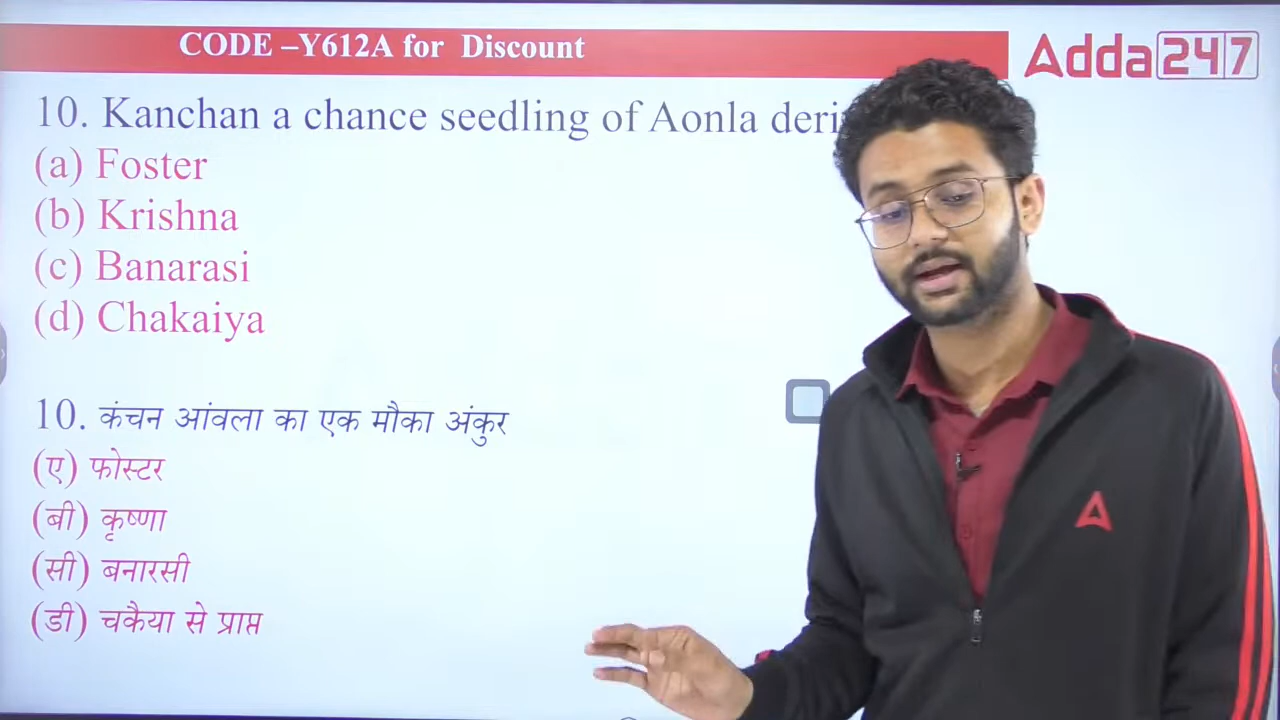 CODE –Y612A for Discount
Adda247
10. Kanchan a chance seedling of Aonla
(a) Foster
(b) Krishna
(c) Banarasi
(d) Chakaiya
10. कंचन आंवला का एक मौका अंकुर
(ए) फोस्टर
(बी) कृष्णा
(सी) बनारसी
(डी) चकैया से प्राप्त